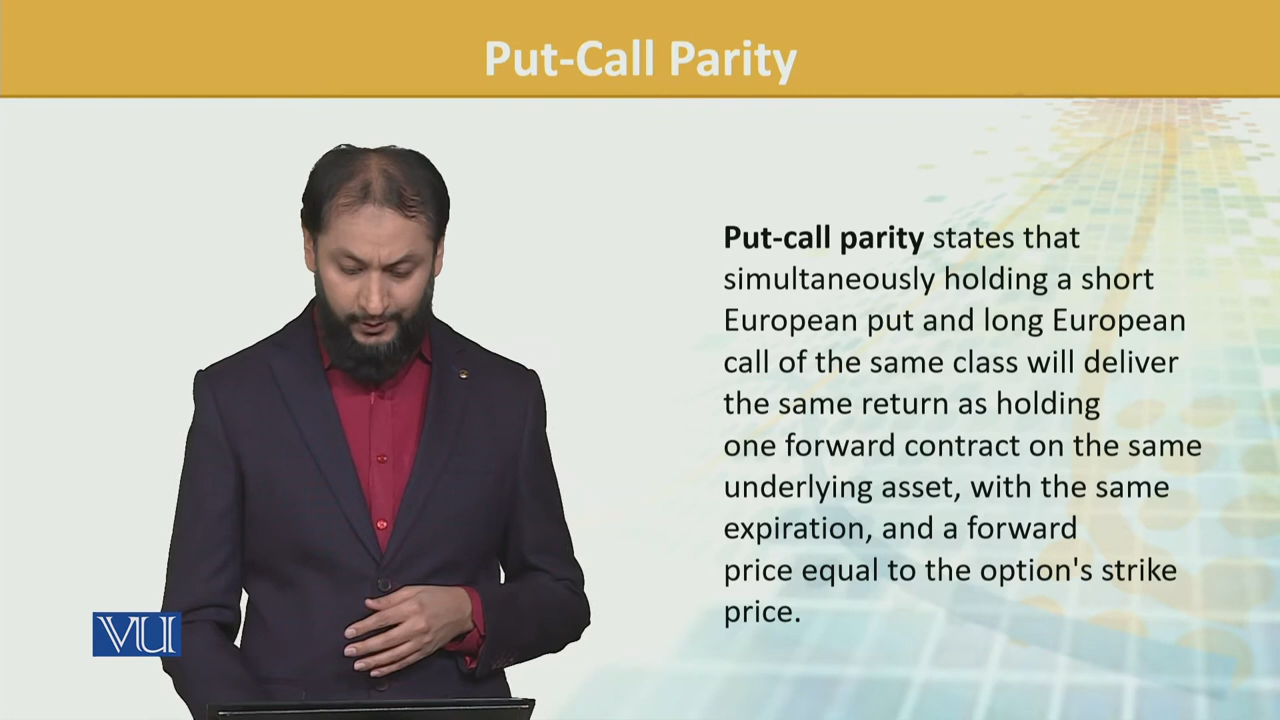 Put-Call Parity
Put-call parity states that
simultaneously holding a short
European put and long European
call of the same class will deliver
the same return as holding
one forward contract on the same
underlying asset, with the same
expiration, and a forward
price equal to the option's strike
price.
VU